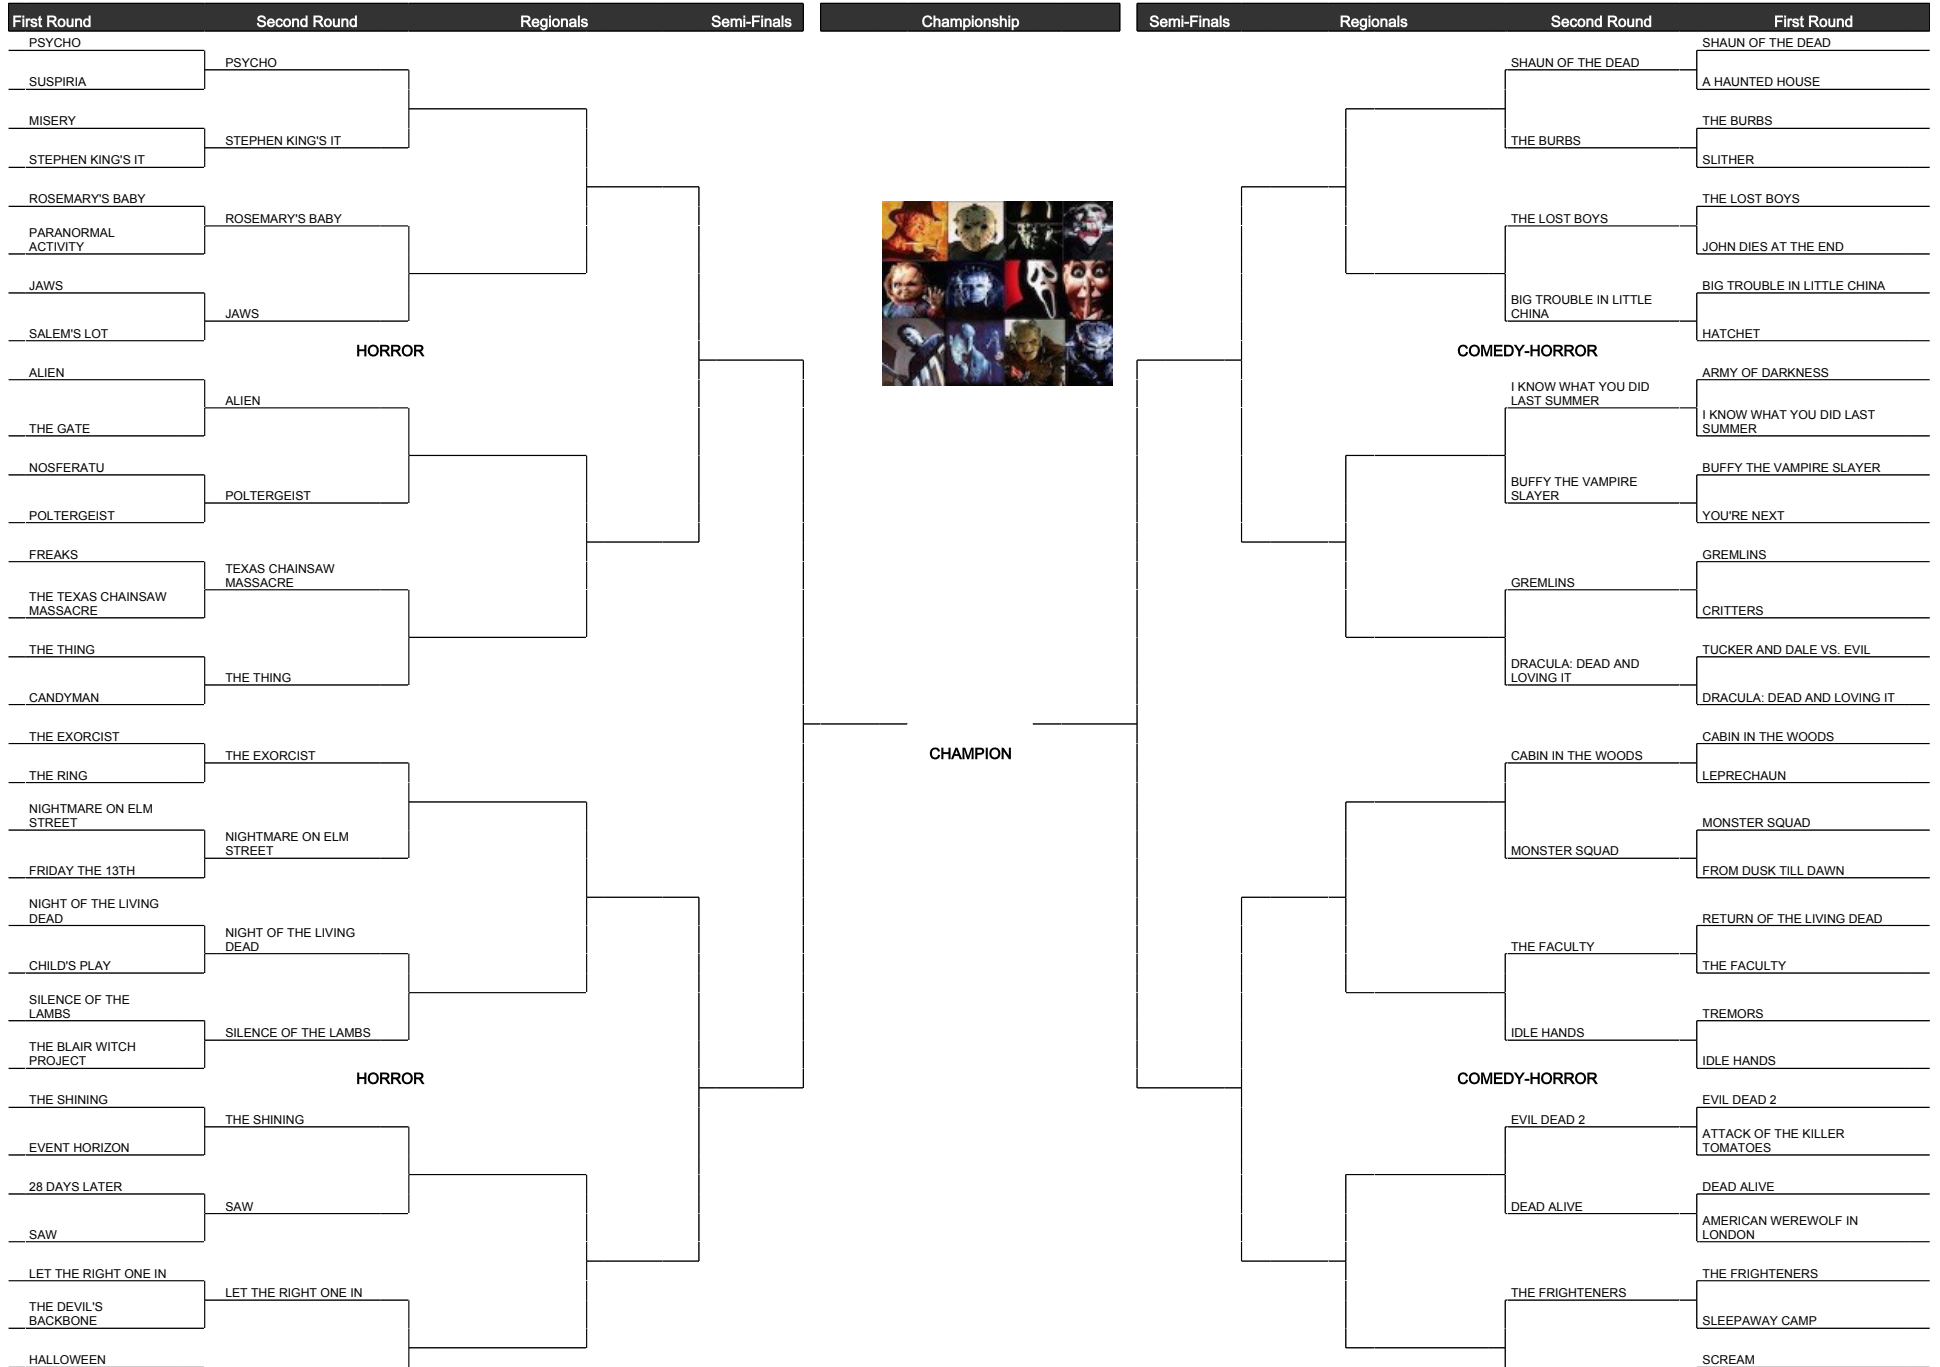 First Round
Second Round
Regionals
Semi-Finals
Championship
Semi-Finals
Regionals
Second Round
First Round
PSYCHO
SUSPIRIA
MISERY
STEPHEN KING'S IT
ROSEMARY'S BABY
PARANORMAL
ACTIVITY
JAWS
SALEM'S LOT
ALIEN
THE GATE
NOSFERATU
POLTERGEIST
FREAKS
THE TEXAS CHAINSAW
MASSACRE
THE THING
CANDYMAN
THE EXORCIST
THE RING
NIGHTMARE ON ELM
STREET
FRIDAY THE 13TH
NIGHT OF THE LIVING
DEAD
CHILD'S PLAY
SILENCE OF THE
LAMBS
THE BLAIR WITCH
PROJECT
THE SHINING
EVENT HORIZON
28 DAYS LATER
SAW
LET THE RIGHT ONE IN
THE DEVIL'S
BACKBONE
HALLOWEEN
PSYCHO
STEPHEN KING'S IT
ROSEMARY'S BABY
JAWS
HORROR
ALIEN
POLTERGEIST
TEXAS CHAINSAW
MASSACRE
THE THING
THE EXORCIST
NIGHTMARE ON ELM
STREET
NIGHT OF THE LIVING
DEAD
SILENCE OF THE LAMBS
HORROR
THE SHINING
SAW
LET THE RIGHT ONE IN
CHAMPION
SHAUN OF THE DEAD
THE BURBS
THE LOST BOYS
BIG TROUBLE IN LITTLE
CHINA
COMEDY-HORROR
I KNOW WHAT YOU DID
LAST SUMMER
BUFFY THE VAMPIRE
SLAYER
GREMLINS
DRACULA: DEAD AND
LOVING IT
CABIN IN THE WOODS
MONSTER SQUAD
THE FACULTY
IDLE HANDS
COMEDY-HORROR
EVIL DEAD 2
DEAD ALIVE
THE FRIGHTENERS
SHAUN OF THE DEAD
A HAUNTED HOUSE
THE BURBS
SLITHER
THE LOST BOYS
JOHN DIES AT THE END
BIG TROUBLE IN LITTLE CHINA
HATCHET
ARMY OF DARKNESS
I KNOW WHAT YOU DID LAST
SUMMER
BUFFY THE VAMPIRE SLAYER
YOU'RE NEXT
GREMLINS
CRITTERS
TUCKER AND DALE VS. EVIL
DRACULA: DEAD AND LOVING IT
CABIN IN THE WOODS
LEPRECHAUN
MONSTER SQUAD
FROM DUSK TILL DAWN
RETURN OF THE LIVING DEAD
THE FACULTY
TREMORS
IDLE HANDS
EVIL DEAD 2
ATTACK OF THE KILLER
TOMATOES
DEAD ALIVE
AMERICAN WEREWOLF IN
LONDON
THE FRIGHTENERS
SLEEPAWAY CAMP
SCREAM